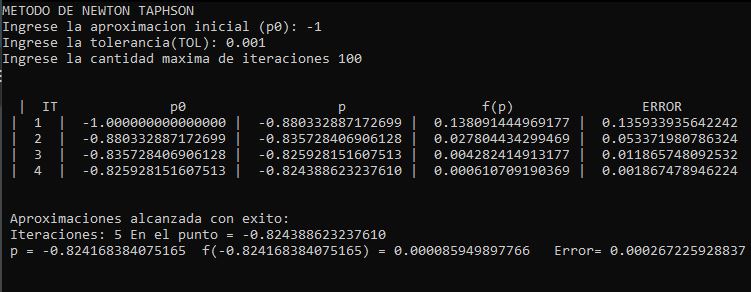 METODO DE NEWTON TAPHSON
Ingrese la aproximacion inicial (p0): -1
Ingrese la tolerancia(TOL): 0.001
Ingrese la cantidad maxima de iteraciones 100
| IT p0 p f(p) ERROR
| 1 | -1.000000000000000 | -0.880332887172699 | 0.138091444969177 | 0.135933935642242
| 2 | -0.880332887172699 | -0.835728406906128 | 0.027804434299469 | 0.053371980786324
| 3 | -0.835728406906128 | -0.825928151607513 | 0.004282414913177 | 0.011865748092532
| 4 | -0.825928151607513 | -0.824388623237610 | 0.000610709190369 | 0.001867478946224
Aproximaciones alcanzada con exito:
Iteraciones: 5 En el punto = -0.824388623237610
p = -0.824168384075165 f(-0.824168384075165) = 0.000085949897766 Error= 0.000267225928837